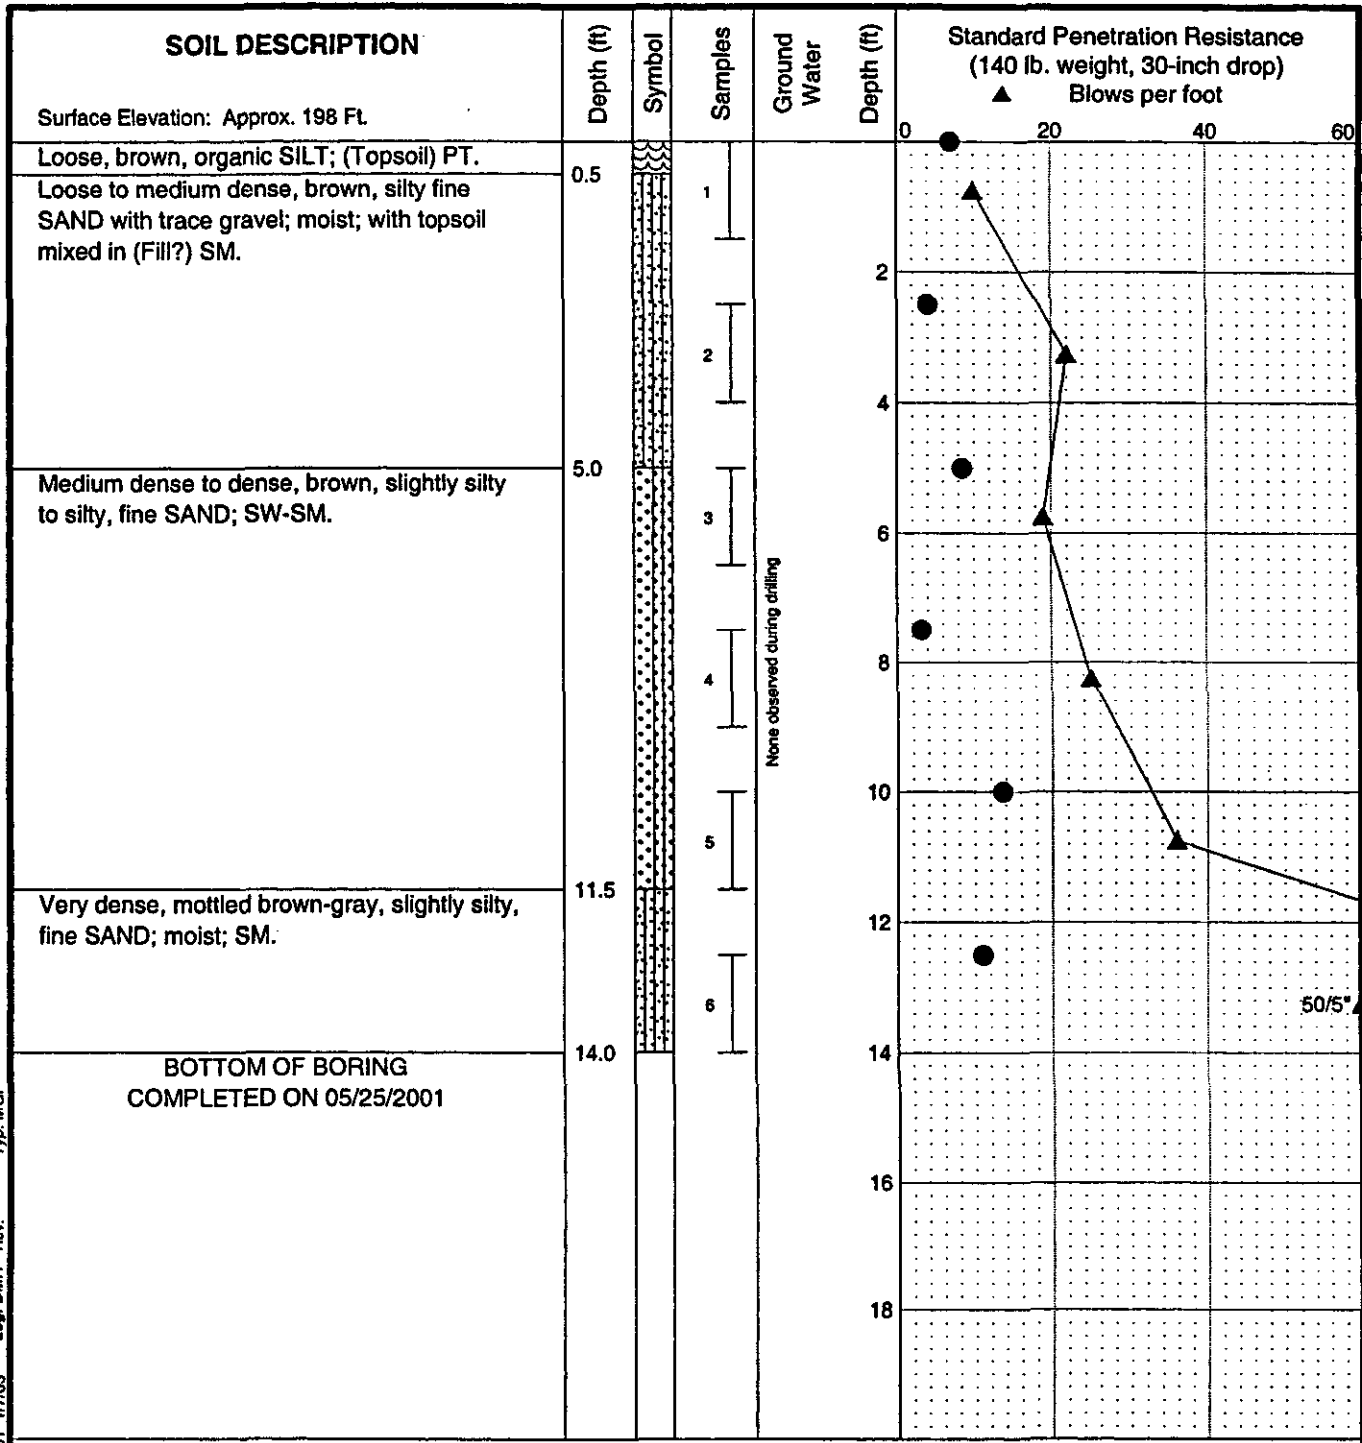 SOIL DESCRIPTION
Surface Elevation: Approx. 198 Ft.
Depth (ft)
Symbol
Samples
Ground
Water
Depth (ft)
Standard Penetration Resistance
(140 lb. weight, 30-inch drop)
▲ Blows per foot
0 20 40 60
Loose, brown, organic SILT; (Topsoil) PT.
0.5
Loose to medium dense, brown, silty fine
SAND with trace gravel; moist; with topsoil
mixed in (Fill?) SM.
1
2
2
4
5.0
Medium dense to dense, brown, slightly silty
to silty, fine SAND; SW-SM.
3
6
None observed during drilling
4
8
10
5
11.5
Very dense, mottled brown-gray, slightly silty,
fine SAND; moist; SM.
12
6
50/5"
14.0
14
BOTTOM OF BORING
COMPLETED ON 05/25/2001
16
18